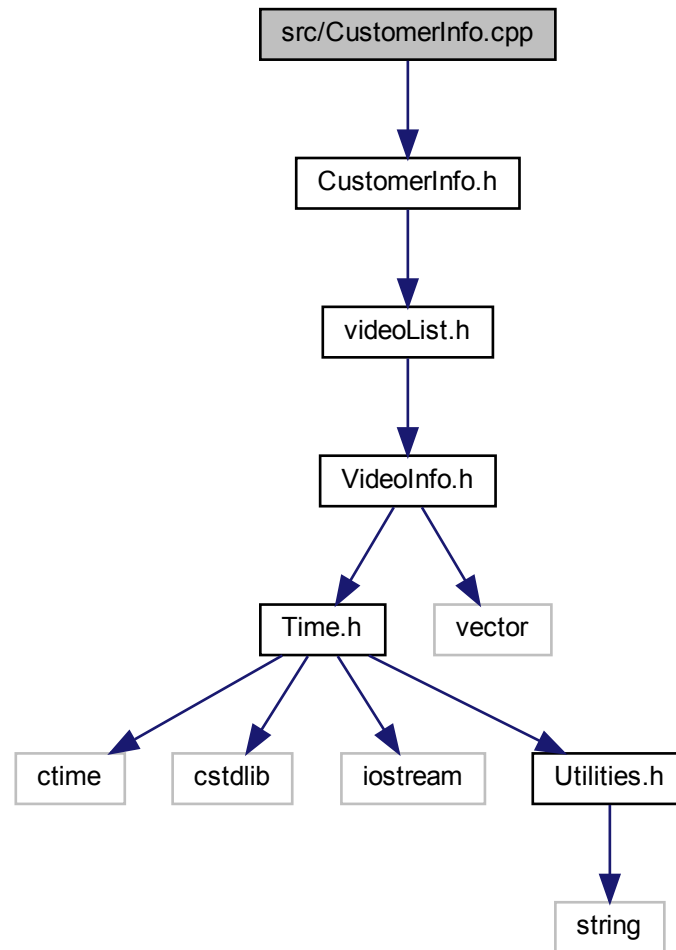 src/CustomerInfo.cpp
CustomerInfo.h
videoList.h
VideoInfo.h
Time.h
vector
ctime
cstdlib
iostream
Utilities.h
string